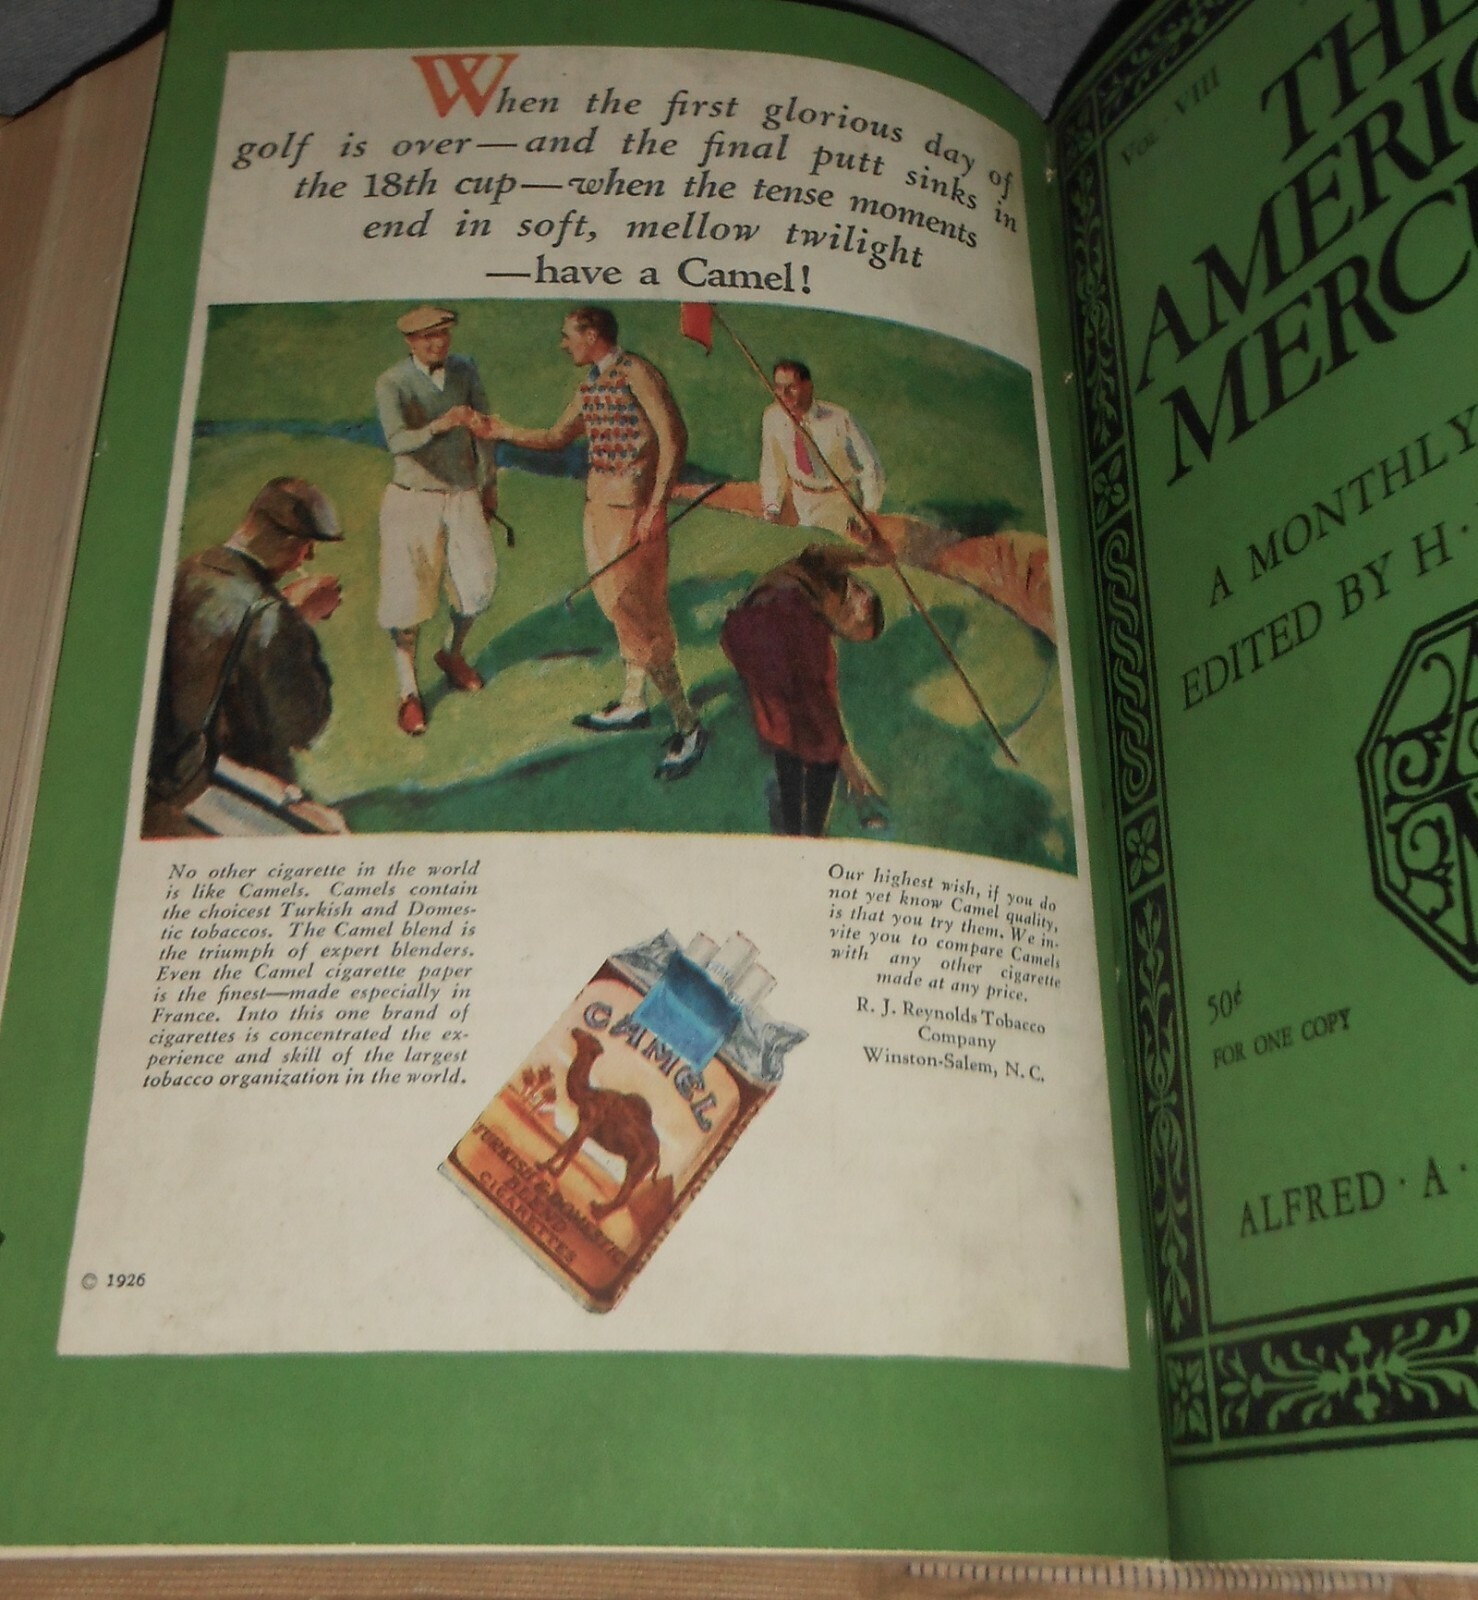 When the first glorious day of
golf is over—and the final putt sinks in
the 18th cup—when the tense moments
end in soft, mellow twilight
—have a Camel!
No other cigarette in the world
is like Camels. Camels contain
the choicest Turkish and Domes-
tic tobaccos. The Camel blend is
the triumph of expert blenders.
Even the Camel cigarette paper
is the finest—made especially in
France. Into this one brand of
cigarettes is concentrated the ex-
perience and skill of the largest
tobacco organization in the world.
CAMEL
TURKISH & DOMESTIC
BLEND
CIGARETTES
Our highest wish, if you do
not yet know Camel quality,
is that you try them. We in-
vite you to compare Camels
with any other cigarette
made at any price.
R. J. Reynolds Tobacco
Company
Winston-Salem, N. C.
© 1926
VOL · VIII
THE
AMERIC
MERC
A MONTHLY
EDITED BY H ·
50¢
FOR ONE COPY
ALFRED · A ·